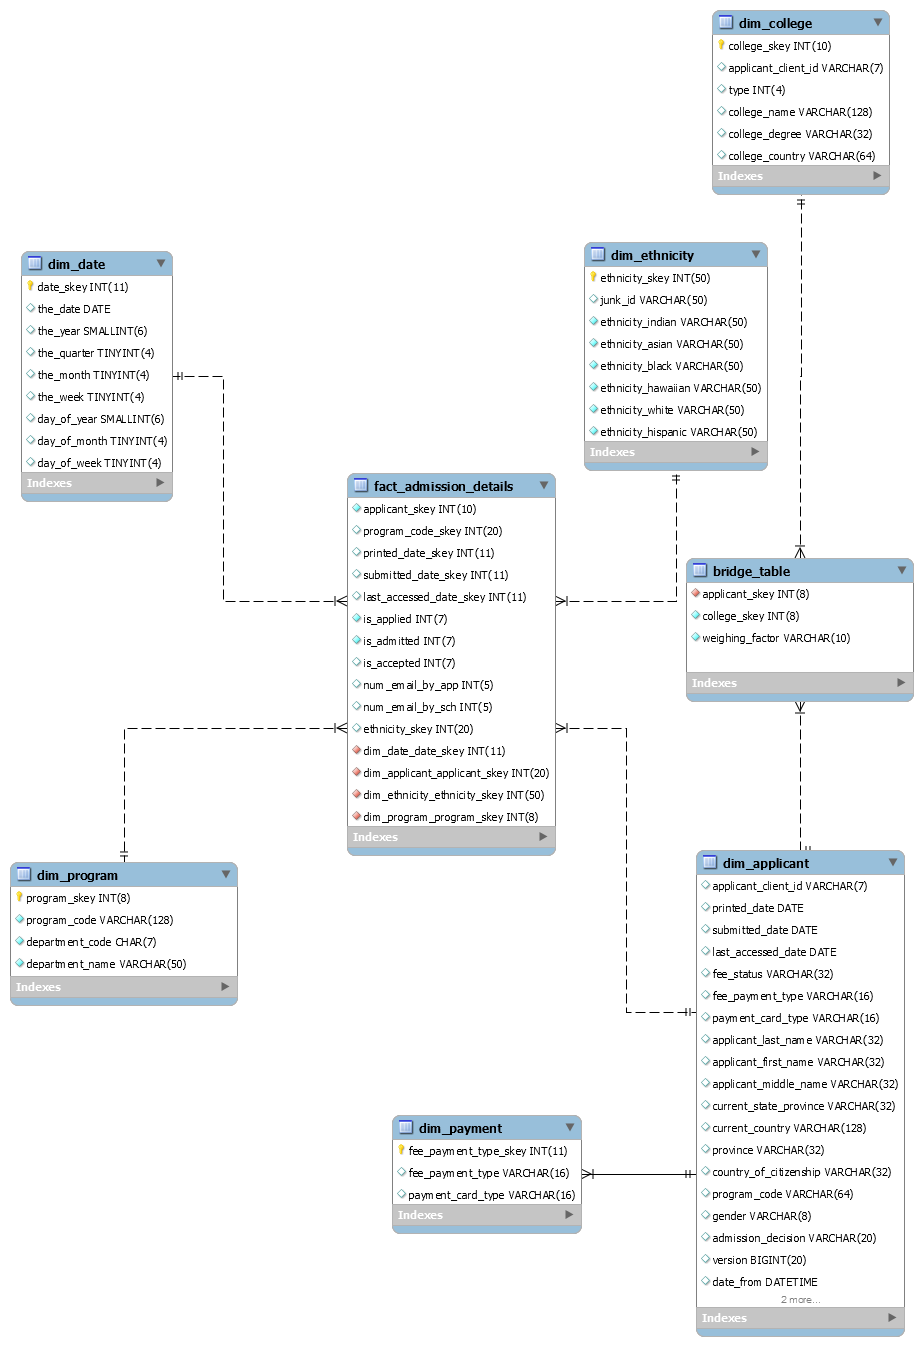 dim_college
college_skey INT(10)
applicant_client_id VARCHAR(7)
type INT(4)
college_name VARCHAR(128)
college_degree VARCHAR(32)
college_country VARCHAR(64)
Indexes
dim_date
date_skey INT(11)
the_date DATE
the_year SMALLINT(6)
the_quarter TINYINT(4)
the_month TINYINT(4)
the_week TINYINT(4)
day_of_year SMALLINT(6)
day_of_month TINYINT(4)
day_of_week TINYINT(4)
Indexes
dim_ethnicity
ethnicity_skey INT(50)
junk_id VARCHAR(50)
ethnicity_indian VARCHAR(50)
ethnicity_asian VARCHAR(50)
ethnicity_black VARCHAR(50)
ethnicity_hawaiian VARCHAR(50)
ethnicity_white VARCHAR(50)
ethnicity_hispanic VARCHAR(50)
Indexes
fact_admission_details
applicant_skey INT(10)
program_code_skey INT(20)
printed_date_skey INT(11)
submitted_date_skey INT(11)
last_accessed_date_skey INT(11)
is_applied INT(7)
is_admitted INT(7)
is_accepted INT(7)
num_email_by_app INT(5)
num_email_by_sch INT(5)
ethnicity_skey INT(20)
dim_date_date_skey INT(11)
dim_applicant_applicant_skey INT(20)
dim_ethnicity_ethnicity_skey INT(50)
dim_program_program_skey INT(8)
Indexes
bridge_table
applicant_skey INT(8)
college_skey INT(8)
weighing_factor VARCHAR(10)
Indexes
dim_program
program_skey INT(8)
program_code VARCHAR(128)
department_code CHAR(7)
department_name VARCHAR(50)
Indexes
dim_applicant
applicant_client_id VARCHAR(7)
printed_date DATE
submitted_date DATE
last_accessed_date DATE
fee_status VARCHAR(32)
fee_payment_type VARCHAR(16)
payment_card_type VARCHAR(16)
applicant_last_name VARCHAR(32)
applicant_first_name VARCHAR(32)
applicant_middle_name VARCHAR(32)
current_state_province VARCHAR(32)
current_country VARCHAR(128)
province VARCHAR(32)
country_of_citizenship VARCHAR(32)
program_code VARCHAR(64)
gender VARCHAR(8)
admission_decision VARCHAR(20)
version BIGINT(20)
date_from DATETIME
2 more...
Indexes
dim_payment
fee_payment_type_skey INT(11)
fee_payment_type VARCHAR(16)
payment_card_type VARCHAR(16)
Indexes